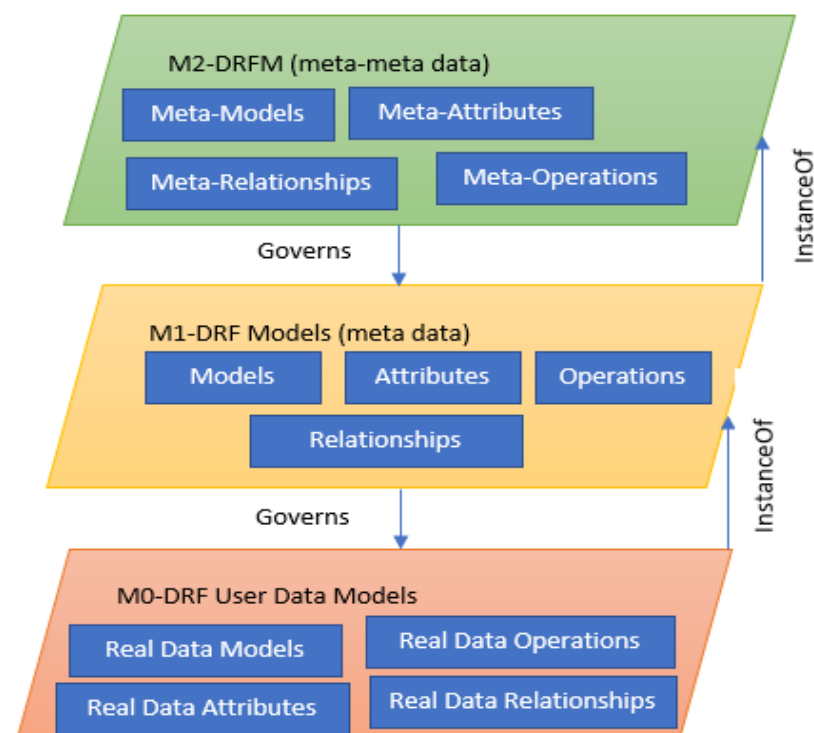 M2-DRFM (meta-meta data)
Meta-Models
Meta-Attributes
Meta-Relationships
Meta-Operations
InstanceOf
Governs
M1-DRF Models (meta data)
Models
Attributes
Operations
Relationships
InstanceOf
Governs
M0-DRF User Data Models
Real Data Models
Real Data Operations
Real Data Attributes
Real Data Relationships